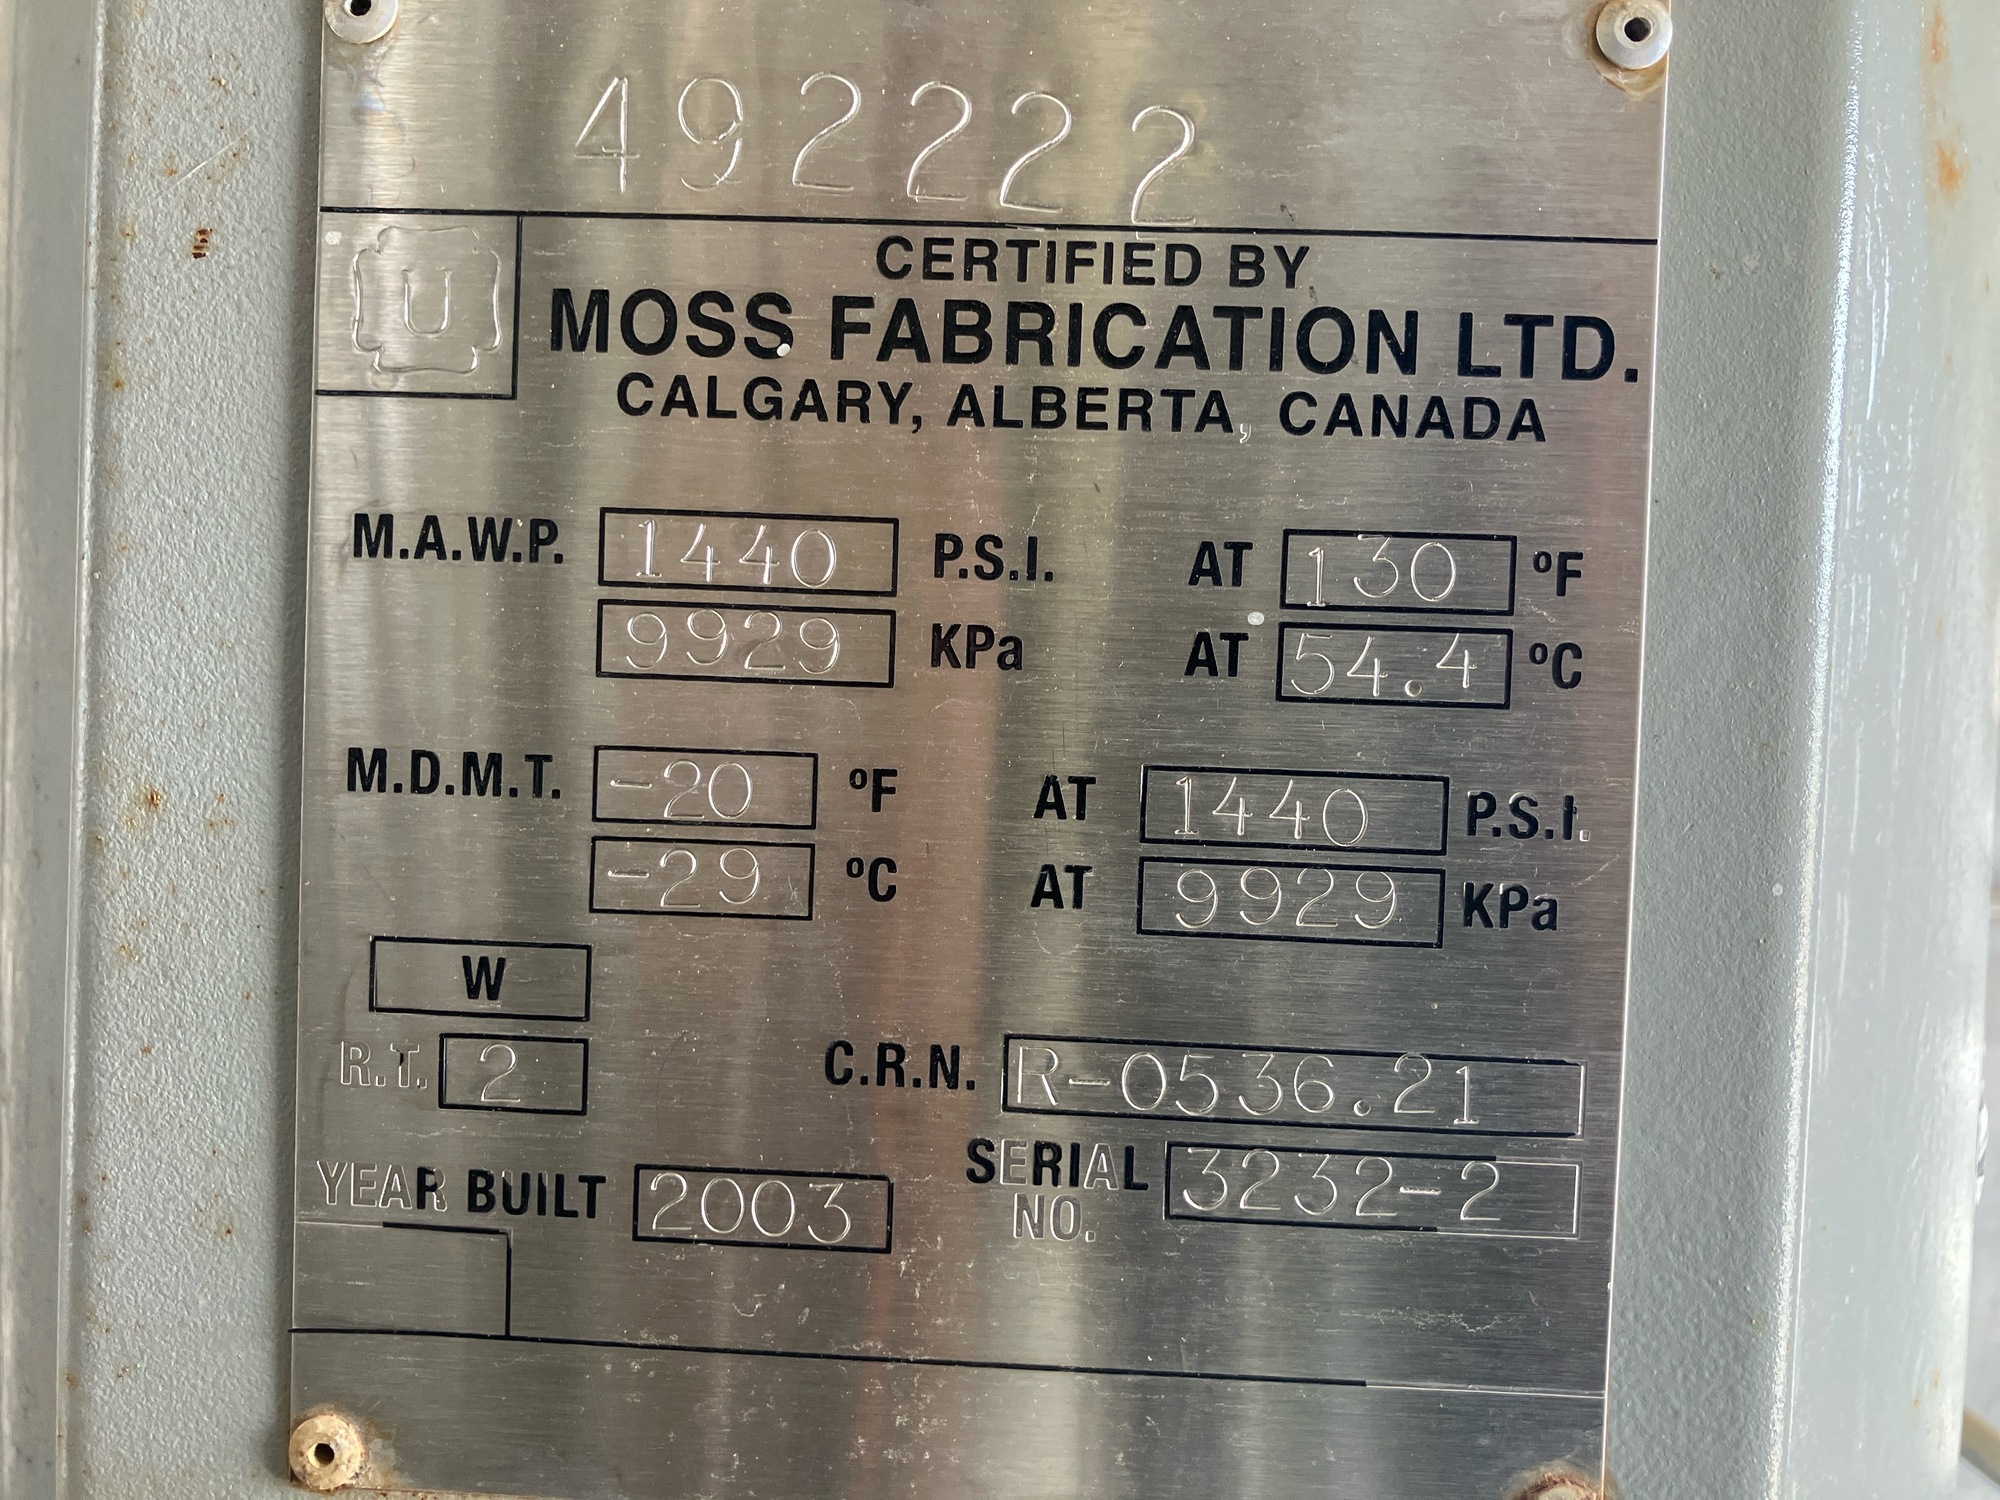 492222
U
CERTIFIED BY
MOSS FABRICATION LTD.
CALGARY, ALBERTA, CANADA
M.A.W.P. 1440 P.S.I. AT 130 ºF
9929 KPa AT 54.4 ºC
M.D.M.T. -20 ºF AT 1440 P.S.I.
-29 ºC AT 9929 KPa
W
R.T. 2 C.R.N. R-0536.21
YEAR BUILT 2003 SERIAL NO. 3232-2